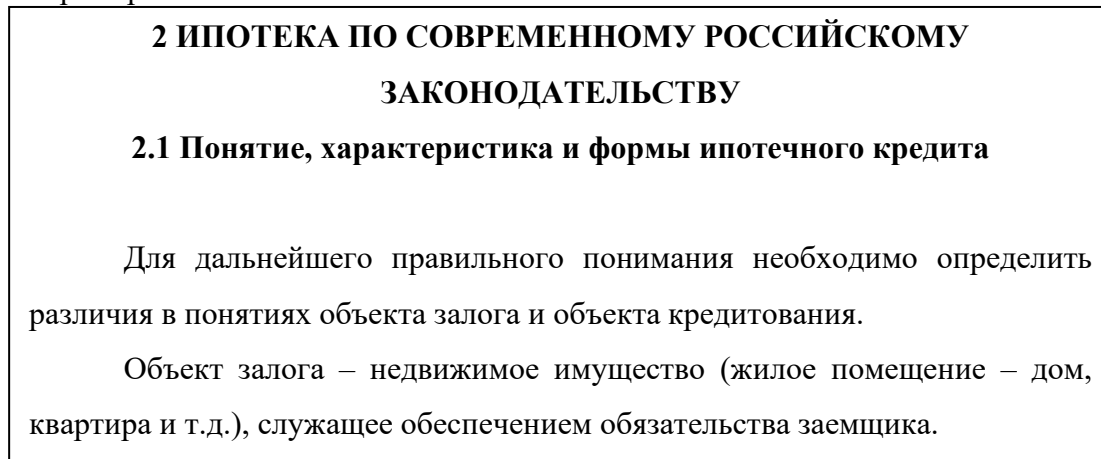 2 ИПОТЕКА ПО СОВРЕМЕННОМУ РОССИЙСКОМУ
ЗАКОНОДАТЕЛЬСТВУ
2.1 Понятие, характеристика и формы ипотечного кредита
Для дальнейшего правильного понимания необходимо определить
различия в понятиях объекта залога и объекта кредитования.
Объект залога – недвижимое имущество (жилое помещение – дом,
квартира и т.д.), служащее обеспечением обязательства заемщика.